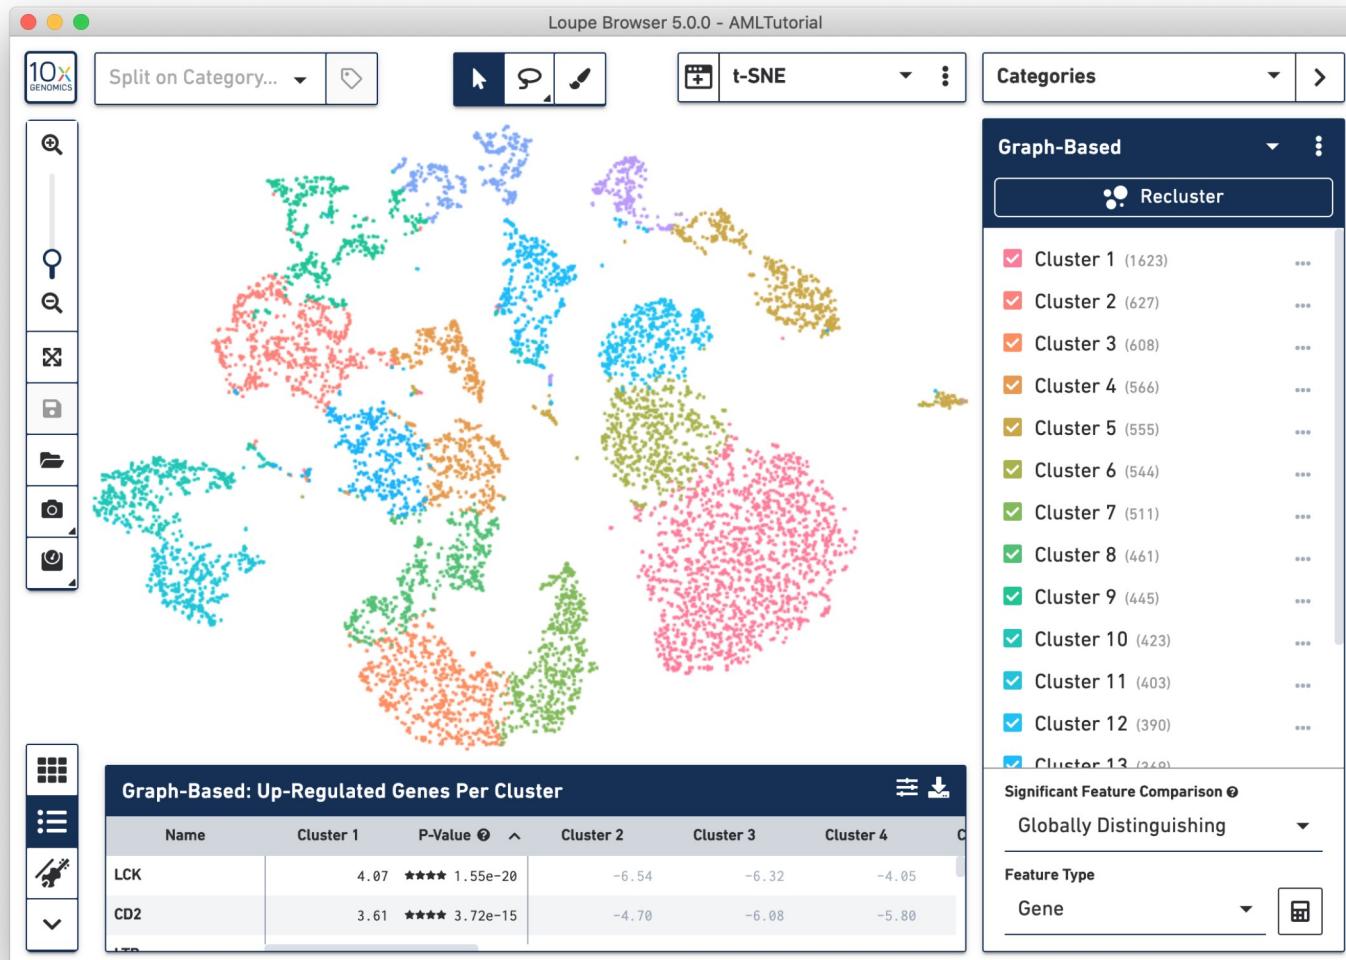 Loupe Browser 5.0.0 - AMLTutorial
10x
GENOMICS
Split on Category...
t-SNE
Categories
Graph-Based
Recluster
Cluster 1 (1623)
Cluster 2 (627)
Cluster 3 (608)
Cluster 4 (566)
Cluster 5 (555)
Cluster 6 (544)
Cluster 7 (511)
Cluster 8 (461)
Cluster 9 (445)
Cluster 10 (423)
Cluster 11 (403)
Cluster 12 (390)
Cluster 13
Significant Feature Comparison
Globally Distinguishing
Feature Type
Gene
Graph-Based: Up-Regulated Genes Per Cluster
Name Cluster 1 P-Value Cluster 2 Cluster 3 Cluster 4 C
LCK 4.07 ★★★★ 1.55e-20 -6.54 -6.32 -4.05
CD2 3.61 ★★★★ 3.72e-15 -4.70 -6.08 -5.80